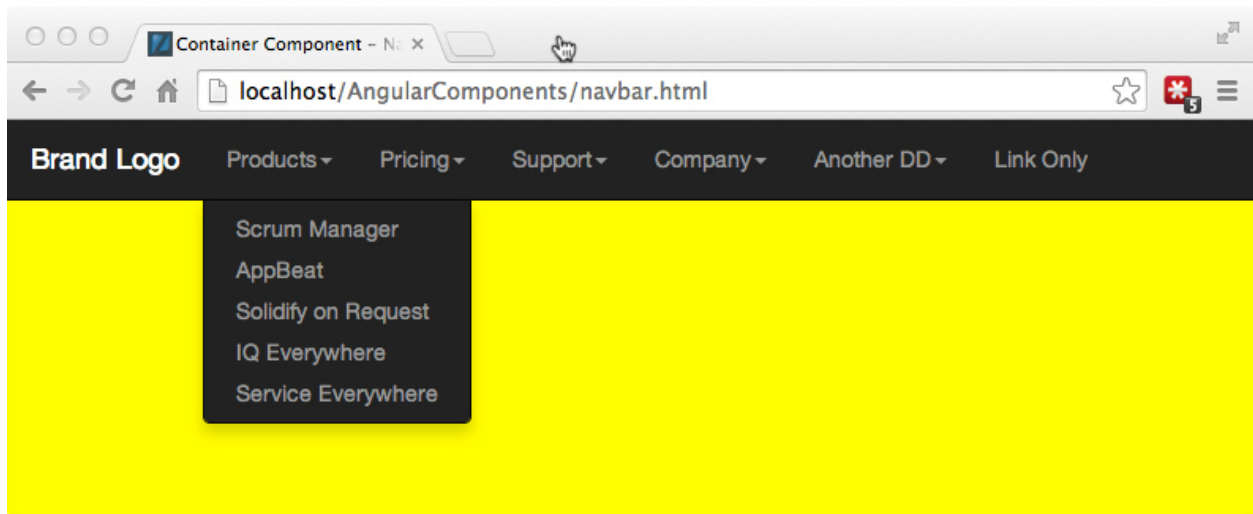 Container Component – Na
localhost/AngularComponents/navbar.html
5
Brand Logo Products Pricing Support Company Another DD Link Only
Scrum Manager
AppBeat
Solidify on Request
IQ Everywhere
Service Everywhere